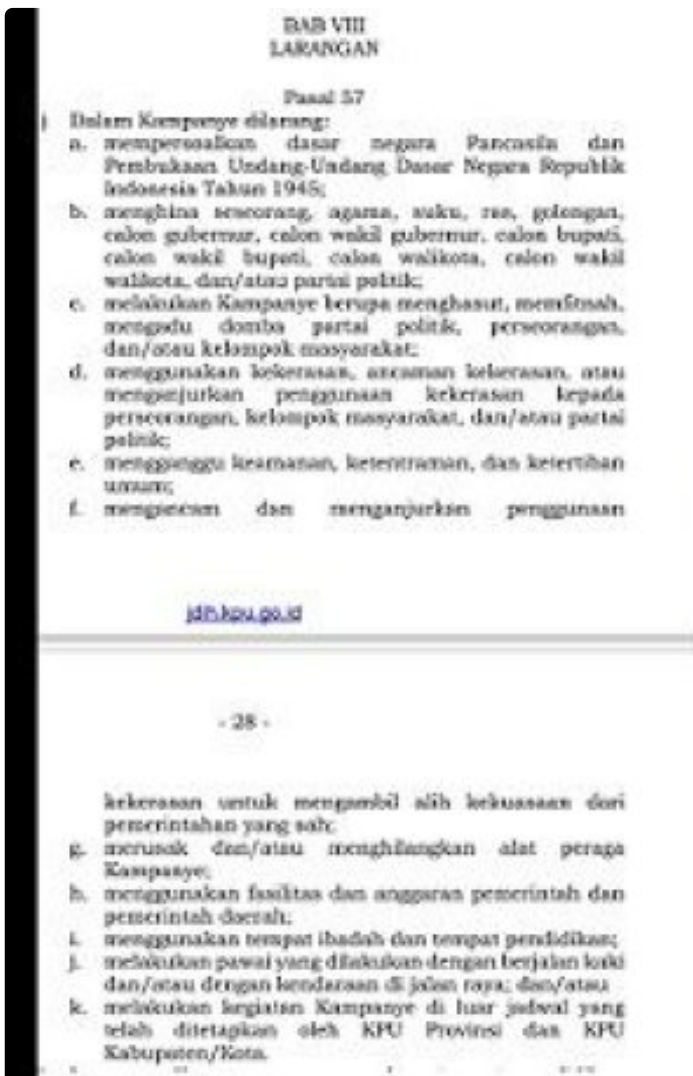 BAB VIII
LARANGAN
Pasal 57
Dalam Kampanye dilarang:
a. mempersoalkan dasar negara Pancasila dan
Pembukaan Undang-Undang Dasar Negara Republik
Indonesia Tahun 1945;
b. menghina seseorang, agama, suku, ras, golongan,
calon gubernur, calon wakil gubernur, calon bupati,
calon wakil bupati, calon walikota, calon wakil
walikota, dan/atau partai politik;
c. melakukan Kampanye berupa menghasut, memfitnah,
mengadu domba partai politik, perseorangan,
dan/atau kelompok masyarakat;
d. menggunakan kekerasan, ancaman kekerasan, atau
menganjurkan penggunaan kekerasan kepada
perseorangan, kelompok masyarakat, dan/atau partai
politik;
e. mengganggu keamanan, ketentraman, dan ketertiban
umum;
f. mengancam dan menganjurkan penggunaan
jdih.kpu.go.id
- 28 -
kekerasan untuk mengambil alih kekuasaan dari
pemerintahan yang sah;
g. merusak dan/atau menghilangkan alat peraga
Kampanye;
h. menggunakan fasilitas dan anggaran pemerintah dan
pemerintah daerah;
i. menggunakan tempat ibadah dan tempat pendidikan;
j. melakukan pawai yang dilakukan dengan berjalan kaki
dan/atau dengan kendaraan di jalan raya; dan/atau
k. melakukan kegiatan Kampanye di luar jadwal yang
telah ditetapkan oleh KPU Provinsi dan KPU
Kabupaten/Kota.